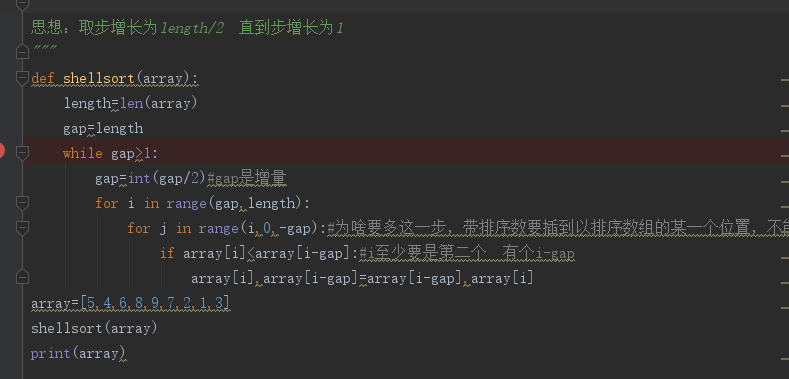 思想：取步增长为length/2  直到步增长为1
"""
def shellsort(array):
    length=len(array)
    gap=length
    while gap>1:
        gap=int(gap/2)#gap是增量
        for i in range(gap,length):
            for j in range(i,0,-gap):#为啥要多这一步，带排序数要插到以排序数组的某一个位置，不能
                if array[i]<array[i-gap]:#i至少要是第二个  有个i-gap
                    array[i],array[i-gap]=array[i-gap],array[i]
array=[5,4,6,8,9,7,2,1,3]
shellsort(array)
print(array)